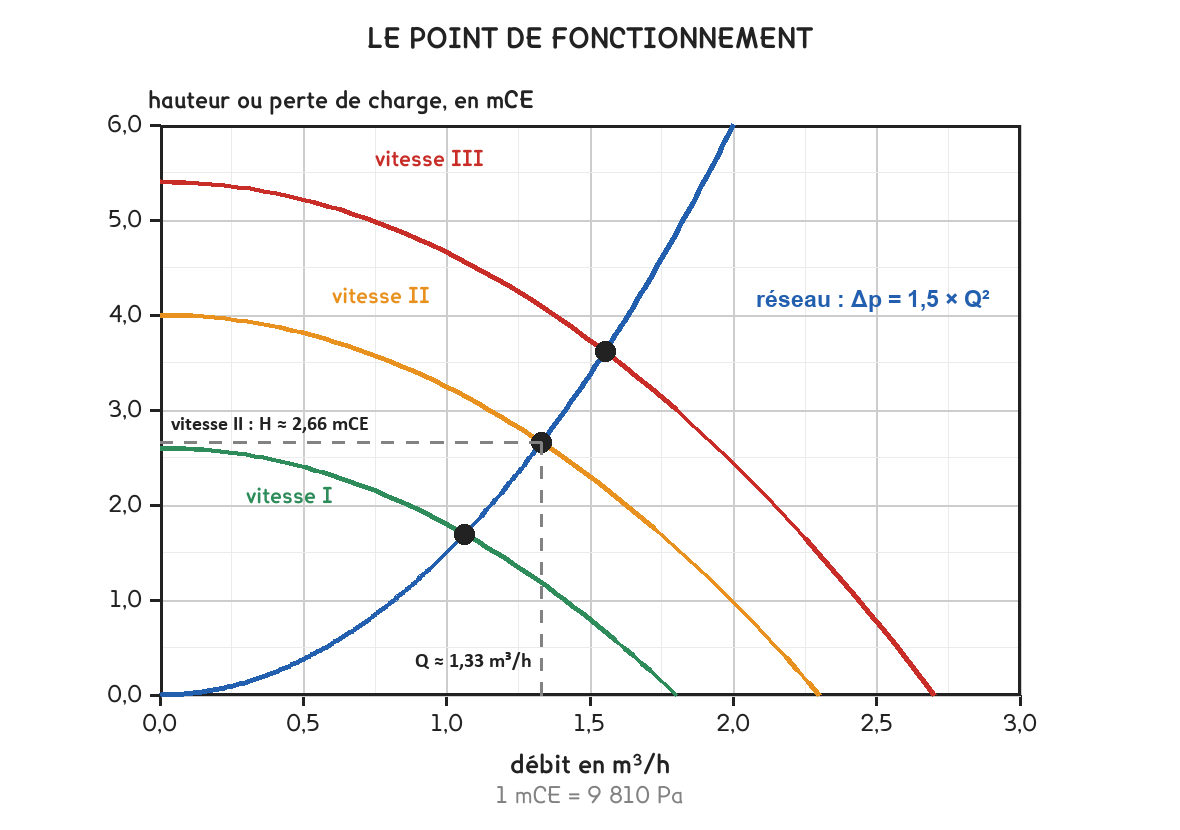 LE POINT DE FONCTIONNEMENT
hauteur ou perte de charge, en mCE
6,0
vitesse III
5,0
vitesse II
réseau : Δp = 1,5 × Q²
4,0
3,0
vitesse II : H ≈ 2,66 mCE
vitesse I
2,0
1,0
Q ≈ 1,33 m³/h
0,0
0,0 0,5 1,0 1,5 2,0 2,5 3,0
débit en m³/h
1 mCE = 9 810 Pa